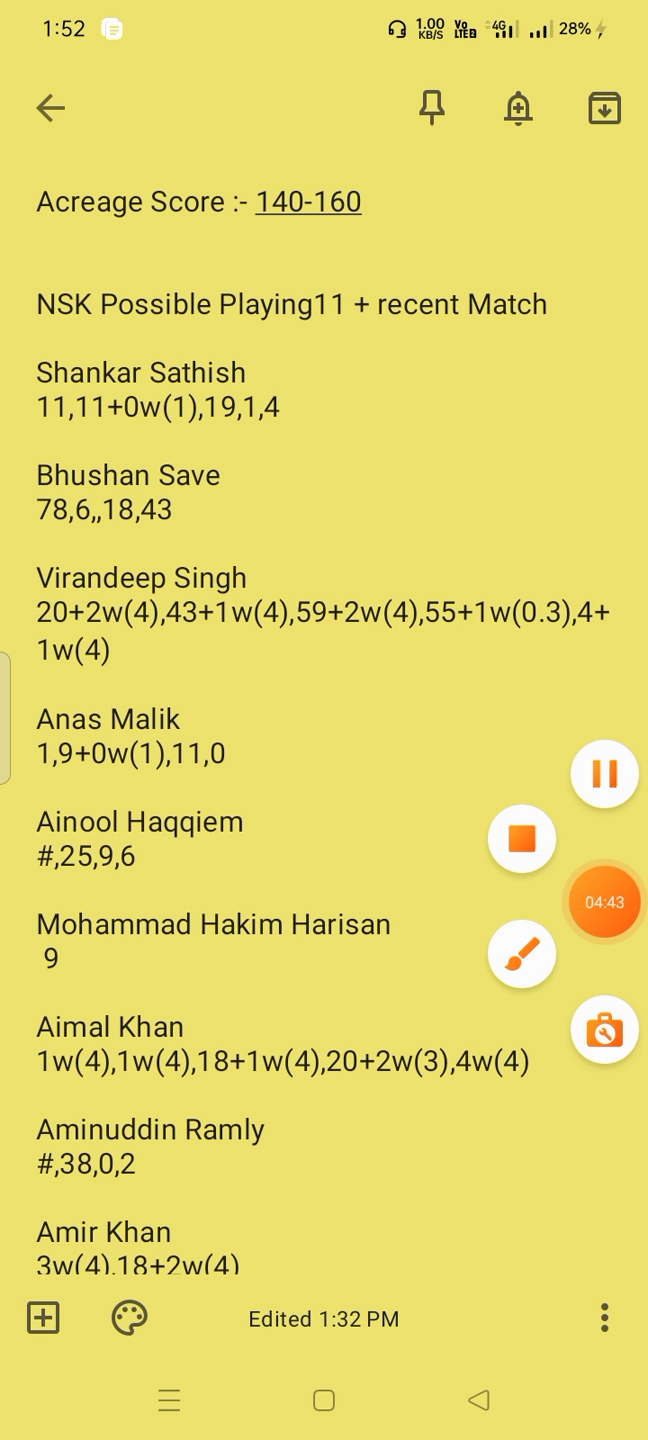 1:52
1.00
KB/S
Vo
LTE2
4G
28%
Acreage Score :- 140-160
NSK Possible Playing11 + recent Match
Shankar Sathish
11,11+0w(1),19,1,4
Bhushan Save
78,6,,18,43
Virandeep Singh
20+2w(4),43+1w(4),59+2w(4),55+1w(0.3),4+
1w(4)
Anas Malik
1,9+0w(1),11,0
Ainool Haqqiem
#,25,9,6
Mohammad Hakim Harisan
9
Aimal Khan
1w(4),1w(4),18+1w(4),20+2w(3),4w(4)
04:43
Aminuddin Ramly
#,38,0,2
Amir Khan
3w(4),18+2w(4)
Edited 1:32 PM